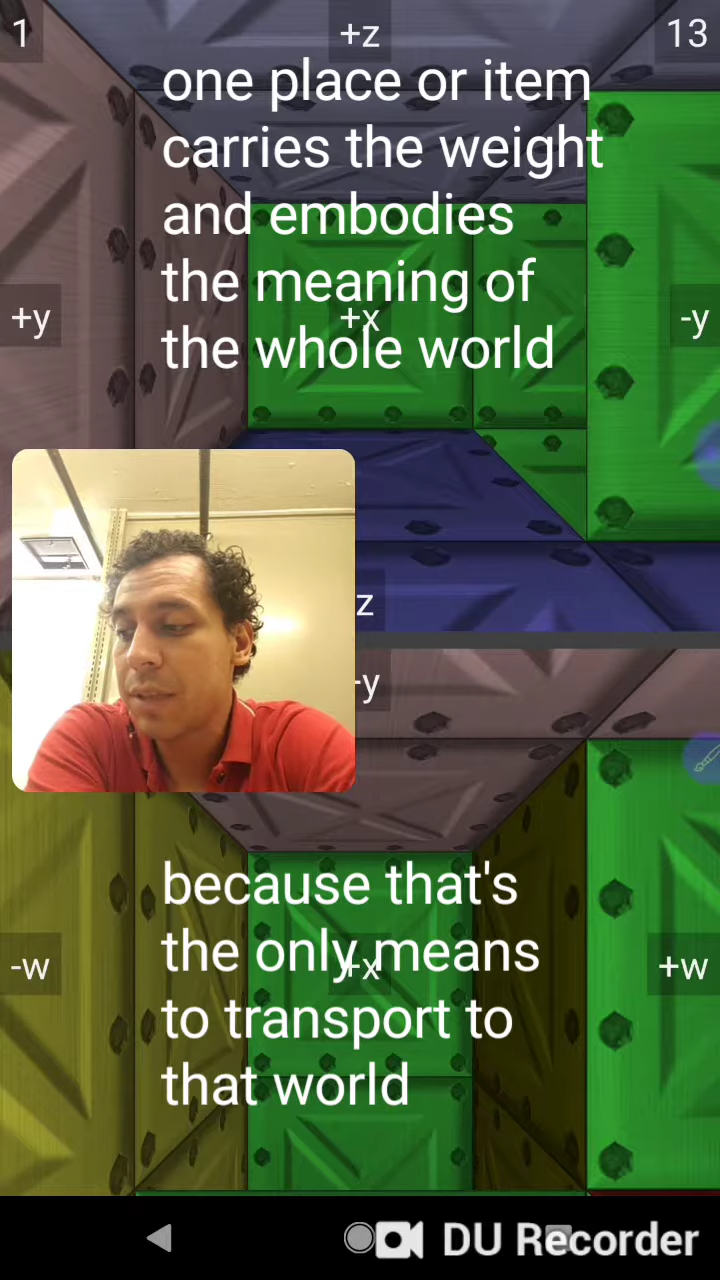 1 +z 13
one place or item
carries the weight
and embodies
the meaning of
+y +x -y
the whole world
z
-y
because that's
the only means
-w +x +w
to transport to
that world
DU Recorder